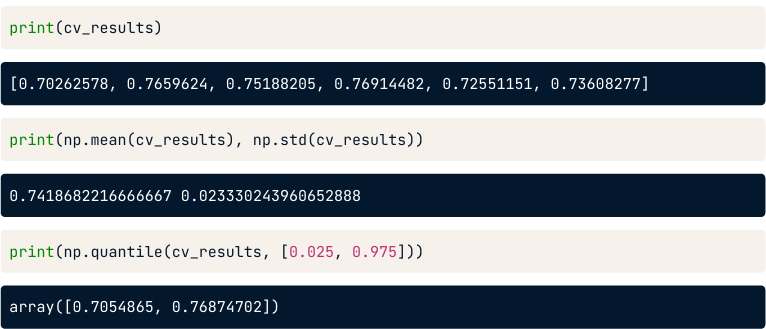 print(cv_results)
[0.70262578, 0.7659624, 0.75188205, 0.76914482, 0.72551151, 0.73608277]
print(np.mean(cv_results), np.std(cv_results))
0.7418682216666667 0.023330243960652888
print(np.quantile(cv_results, [0.025, 0.975]))
array([0.7054865, 0.76874702])